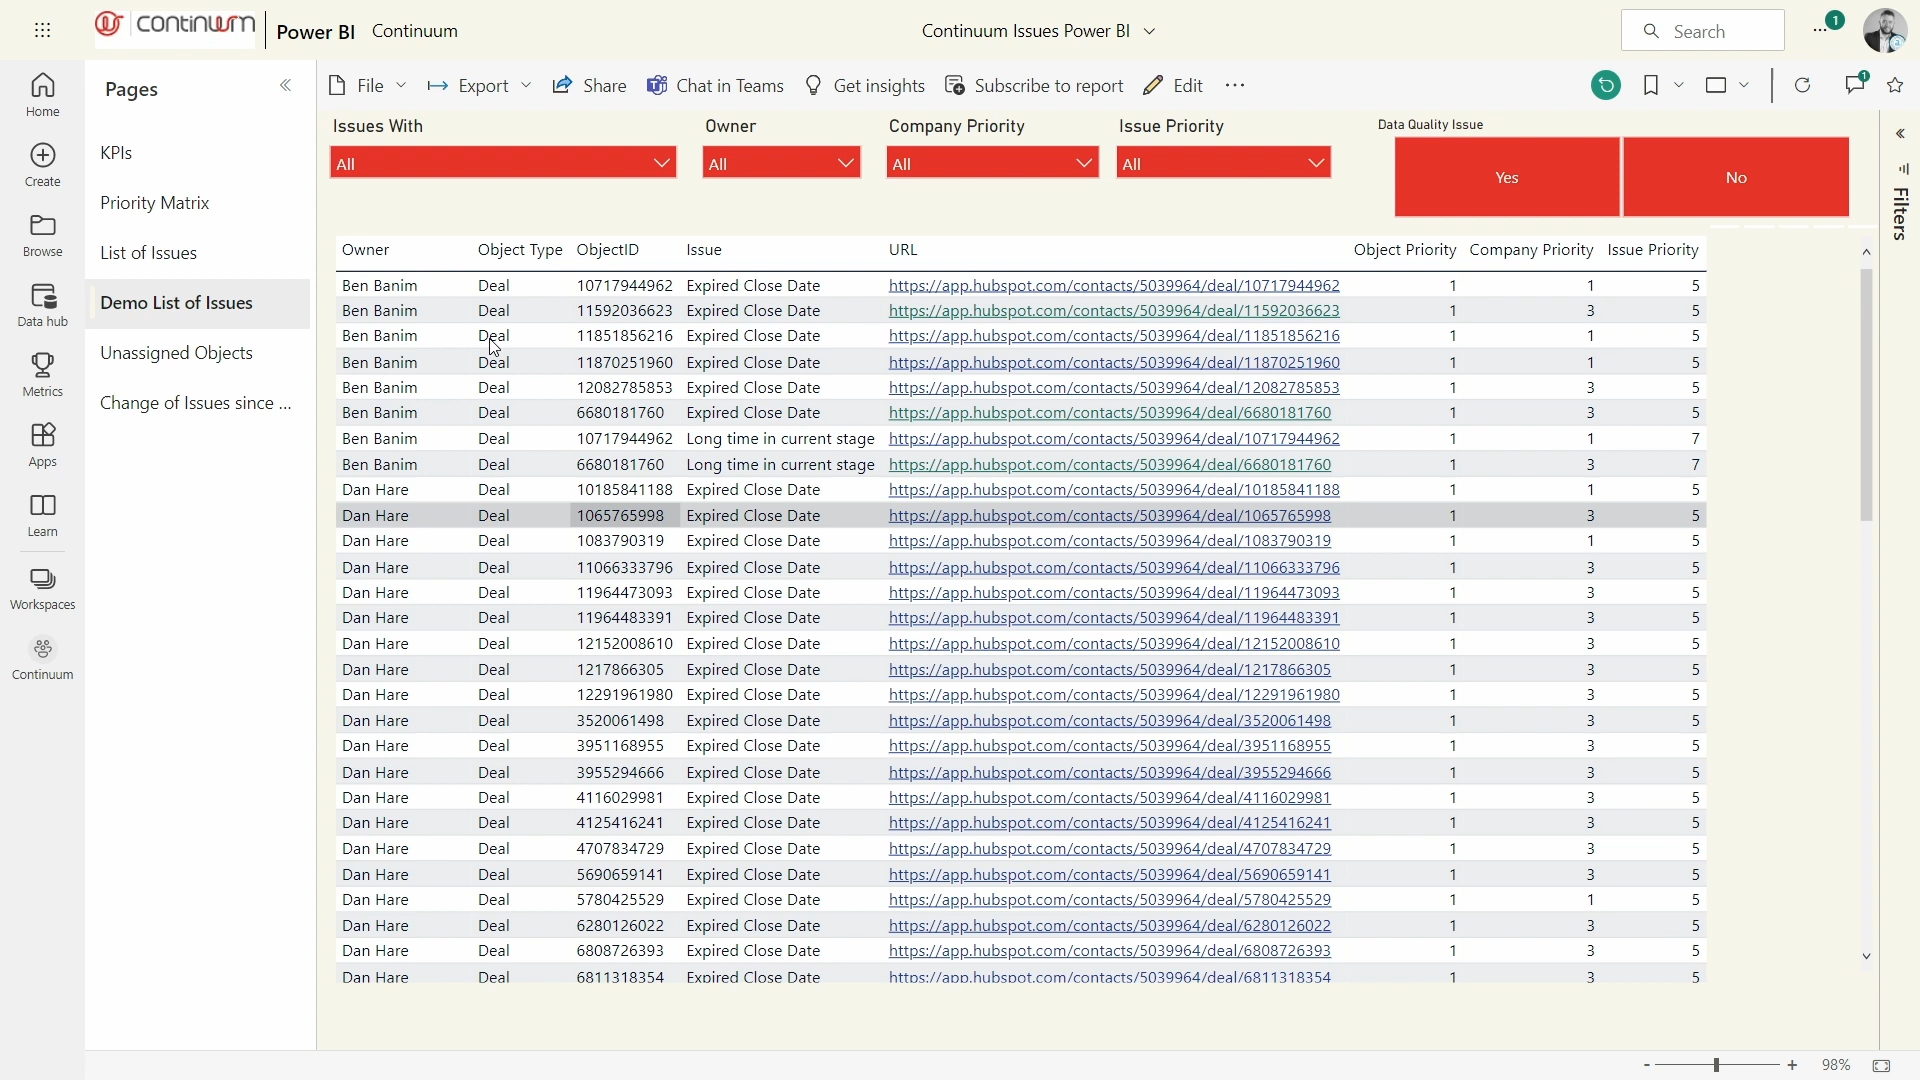 continuum Power BI Continuum
Continuum Issues Power BI
Search
1
Home
Create
Browse
Data hub
Metrics
Apps
Learn
Workspaces
Continuum
Pages
KPIs
Priority Matrix
List of Issues
Demo List of Issues
Unassigned Objects
Change of Issues since ...
File Export Share Chat in Teams Get insights Subscribe to report Edit
1
Issues With Owner Company Priority Issue Priority Data Quality Issue
All All All All Yes No
Filters
Owner Object Type ObjectID Issue URL Object Priority Company Priority Issue Priority
Ben Banim Deal 10717944962 Expired Close Date https://app.hubspot.com/contacts/5039964/deal/10717944962 1 1 5
Ben Banim Deal 11592036623 Expired Close Date https://app.hubspot.com/contacts/5039964/deal/11592036623 1 3 5
Ben Banim Deal 11851856216 Expired Close Date https://app.hubspot.com/contacts/5039964/deal/11851856216 1 1 5
Ben Banim Deal 11870251960 Expired Close Date https://app.hubspot.com/contacts/5039964/deal/11870251960 1 1 5
Ben Banim Deal 12082785853 Expired Close Date https://app.hubspot.com/contacts/5039964/deal/12082785853 1 3 5
Ben Banim Deal 6680181760 Expired Close Date https://app.hubspot.com/contacts/5039964/deal/6680181760 1 3 5
Ben Banim Deal 10717944962 Long time in current stage https://app.hubspot.com/contacts/5039964/deal/10717944962 1 1 7
Ben Banim Deal 6680181760 Long time in current stage https://app.hubspot.com/contacts/5039964/deal/6680181760 1 3 7
Dan Hare Deal 10185841188 Expired Close Date https://app.hubspot.com/contacts/5039964/deal/10185841188 1 1 5
Dan Hare Deal 1065765998 Expired Close Date https://app.hubspot.com/contacts/5039964/deal/1065765998 1 3 5
Dan Hare Deal 1083790319 Expired Close Date https://app.hubspot.com/contacts/5039964/deal/1083790319 1 1 5
Dan Hare Deal 11066333796 Expired Close Date https://app.hubspot.com/contacts/5039964/deal/11066333796 1 3 5
Dan Hare Deal 11964473093 Expired Close Date https://app.hubspot.com/contacts/5039964/deal/11964473093 1 3 5
Dan Hare Deal 11964483391 Expired Close Date https://app.hubspot.com/contacts/5039964/deal/11964483391 1 3 5
Dan Hare Deal 12152008610 Expired Close Date https://app.hubspot.com/contacts/5039964/deal/12152008610 1 3 5
Dan Hare Deal 1217866305 Expired Close Date https://app.hubspot.com/contacts/5039964/deal/1217866305 1 3 5
Dan Hare Deal 12291961980 Expired Close Date https://app.hubspot.com/contacts/5039964/deal/12291961980 1 3 5
Dan Hare Deal 3520061498 Expired Close Date https://app.hubspot.com/contacts/5039964/deal/3520061498 1 3 5
Dan Hare Deal 3951168955 Expired Close Date https://app.hubspot.com/contacts/5039964/deal/3951168955 1 3 5
Dan Hare Deal 3955294666 Expired Close Date https://app.hubspot.com/contacts/5039964/deal/3955294666 1 3 5
Dan Hare Deal 4116029981 Expired Close Date https://app.hubspot.com/contacts/5039964/deal/4116029981 1 3 5
Dan Hare Deal 4125416241 Expired Close Date https://app.hubspot.com/contacts/5039964/deal/4125416241 1 3 5
Dan Hare Deal 4707834729 Expired Close Date https://app.hubspot.com/contacts/5039964/deal/4707834729 1 3 5
Dan Hare Deal 5690659141 Expired Close Date https://app.hubspot.com/contacts/5039964/deal/5690659141 1 3 5
Dan Hare Deal 5780425529 Expired Close Date https://app.hubspot.com/contacts/5039964/deal/5780425529 1 1 5
Dan Hare Deal 6280126022 Expired Close Date https://app.hubspot.com/contacts/5039964/deal/6280126022 1 3 5
Dan Hare Deal 6808726393 Expired Close Date https://app.hubspot.com/contacts/5039964/deal/6808726393 1 3 5
Dan Hare Deal 6811318354 Expired Close Date https://app.hubspot.com/contacts/5039964/deal/6811318354 1 3 5
- + 98%